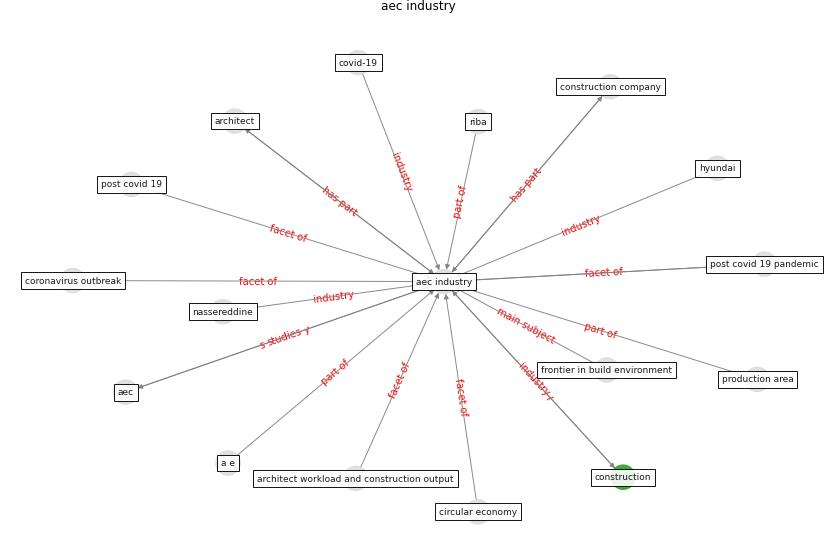 aec industry
covid-19
construction company
architect
riba
has part
industry
part of
has part
hyundai
post covid 19
industry
facet of
post covid 19 pandemic
facet of
coronavirus outbreak
facet of
aec industry
industry
nassereddine
main subject
part of
frontier in build environment
production area
part of
facet of
facet of
aec
a e
architect workload and construction output
construction
circular economy